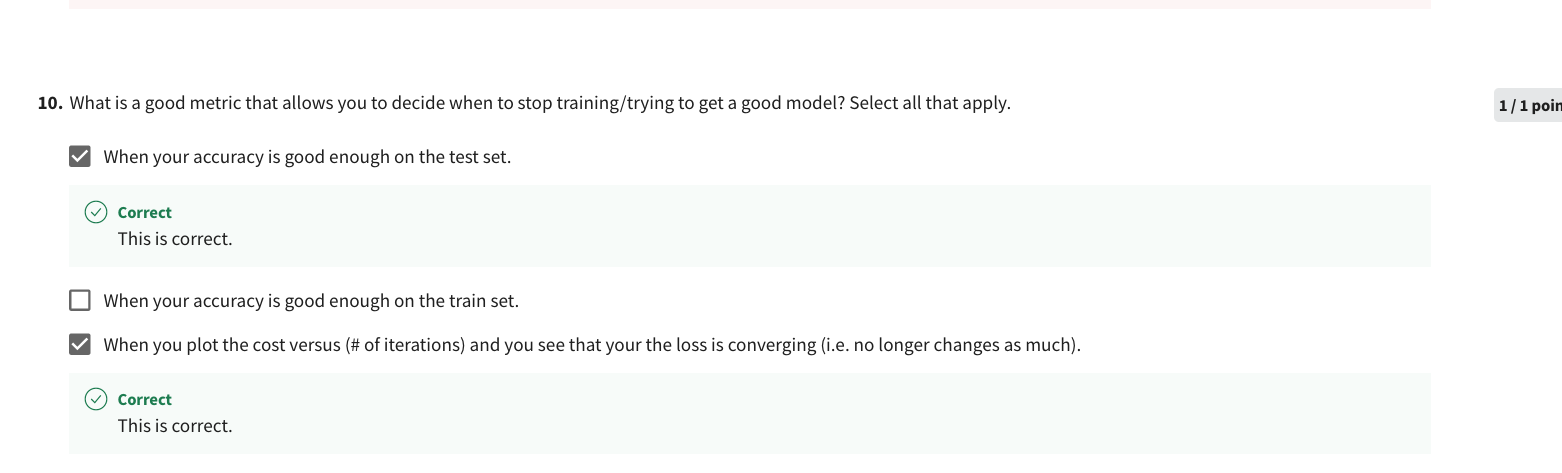 10. What is a good metric that allows you to decide when to stop training/trying to get a good model? Select all that apply.
1 / 1 poin
When your accuracy is good enough on the test set.
Correct
This is correct.
When your accuracy is good enough on the train set.
When you plot the cost versus (# of iterations) and you see that your the loss is converging (i.e. no longer changes as much).
Correct
This is correct.